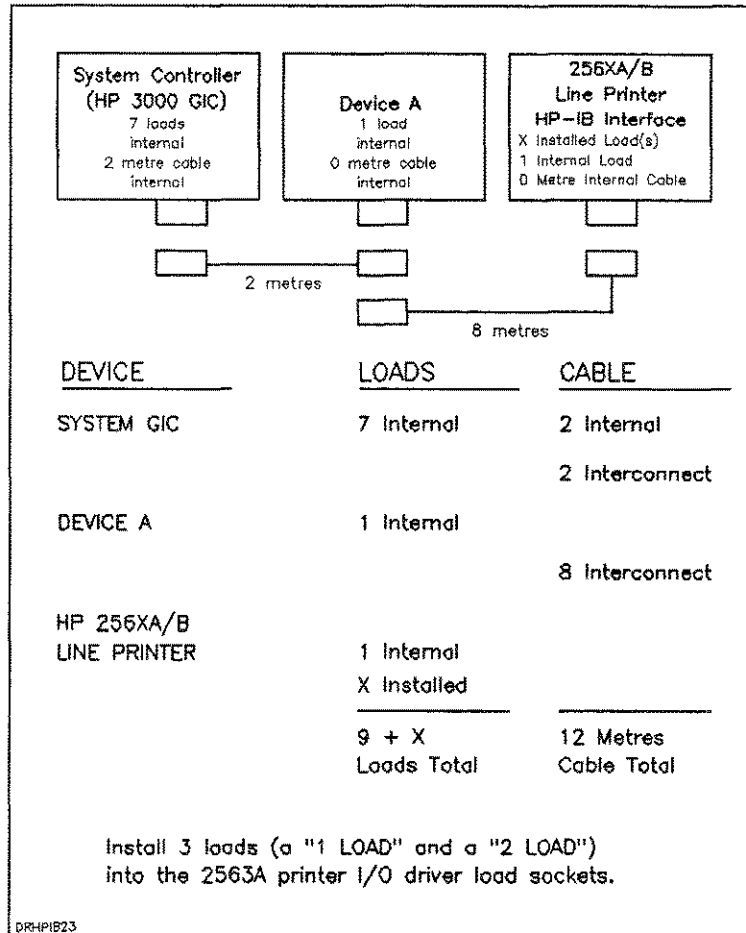 System Controller
(HP 3000 GIC)
7 loads
internal
2 metre cable
internal
Device A
1 load
internal
0 metre cable
internal
256XA/B
Line Printer
HP-IB Interface
X Installed Load(s)
1 Internal Load
0 Metre Internal Cable
2 metres
8 metres
DEVICE LOADS CABLE
SYSTEM GIC 7 Internal 2 Internal
2 Interconnect
DEVICE A 1 Internal
8 Interconnect
HP 256XA/B
LINE PRINTER 1 Internal
X Installed
9 + X 12 Metres
Loads Total Cable Total
Install 3 loads (a "1 LOAD" and a "2 LOAD")
into the 2563A printer I/O driver load sockets.
DRHPIB23